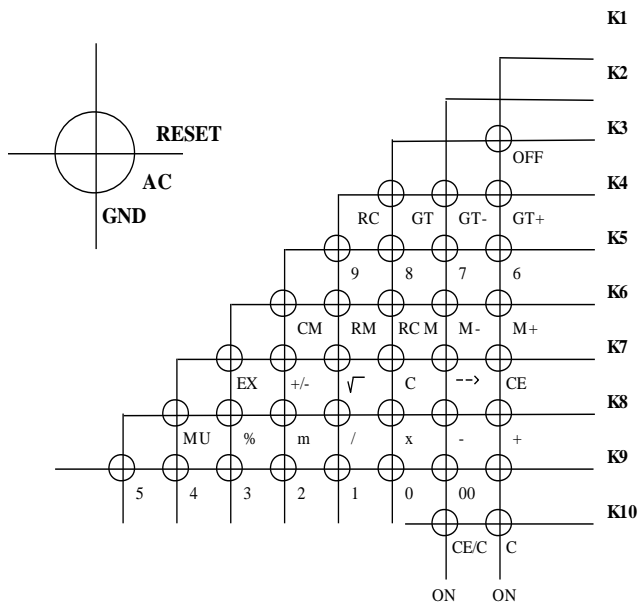 K1
K2
RESET
K3
OFF
AC
K4
GND
RC GT GT- GT+
K5
9 8 7 6
K6
CM RM RC M M- M+
K7
EX +/- √ C --> CE
K8
MU % m / x - +
K9
5 4 3 2 1 0 00
K10
CE/C C
ON ON